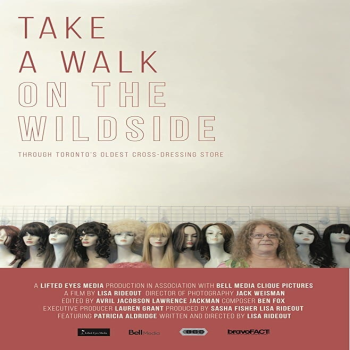 TAKE
A WALK
ON THE
WILDSIDE
THROUGH TORONTO'S OLDEST CROSS-DRESSING STORE
A LIFTED EYES MEDIA PRODUCTION IN ASSOCIATION WITH BELL MEDIA CLIQUE PICTURES
A FILM BY LISA RIDEOUT DIRECTOR OF PHOTOGRAPHY JACK WEISMAN
EDITED BY AVRIL JACOBSON LAWRENCE JACKMAN COMPOSER BEN FOX
EXECUTIVE PRODUCER LAUREN GRANT PRODUCED BY SASHA FISHER LISA RIDEOUT
FEATURING PATRICIA ALDRIDGE WRITTEN AND DIRECTED BY LISA RIDEOUT
BellMedia bravoFACT!